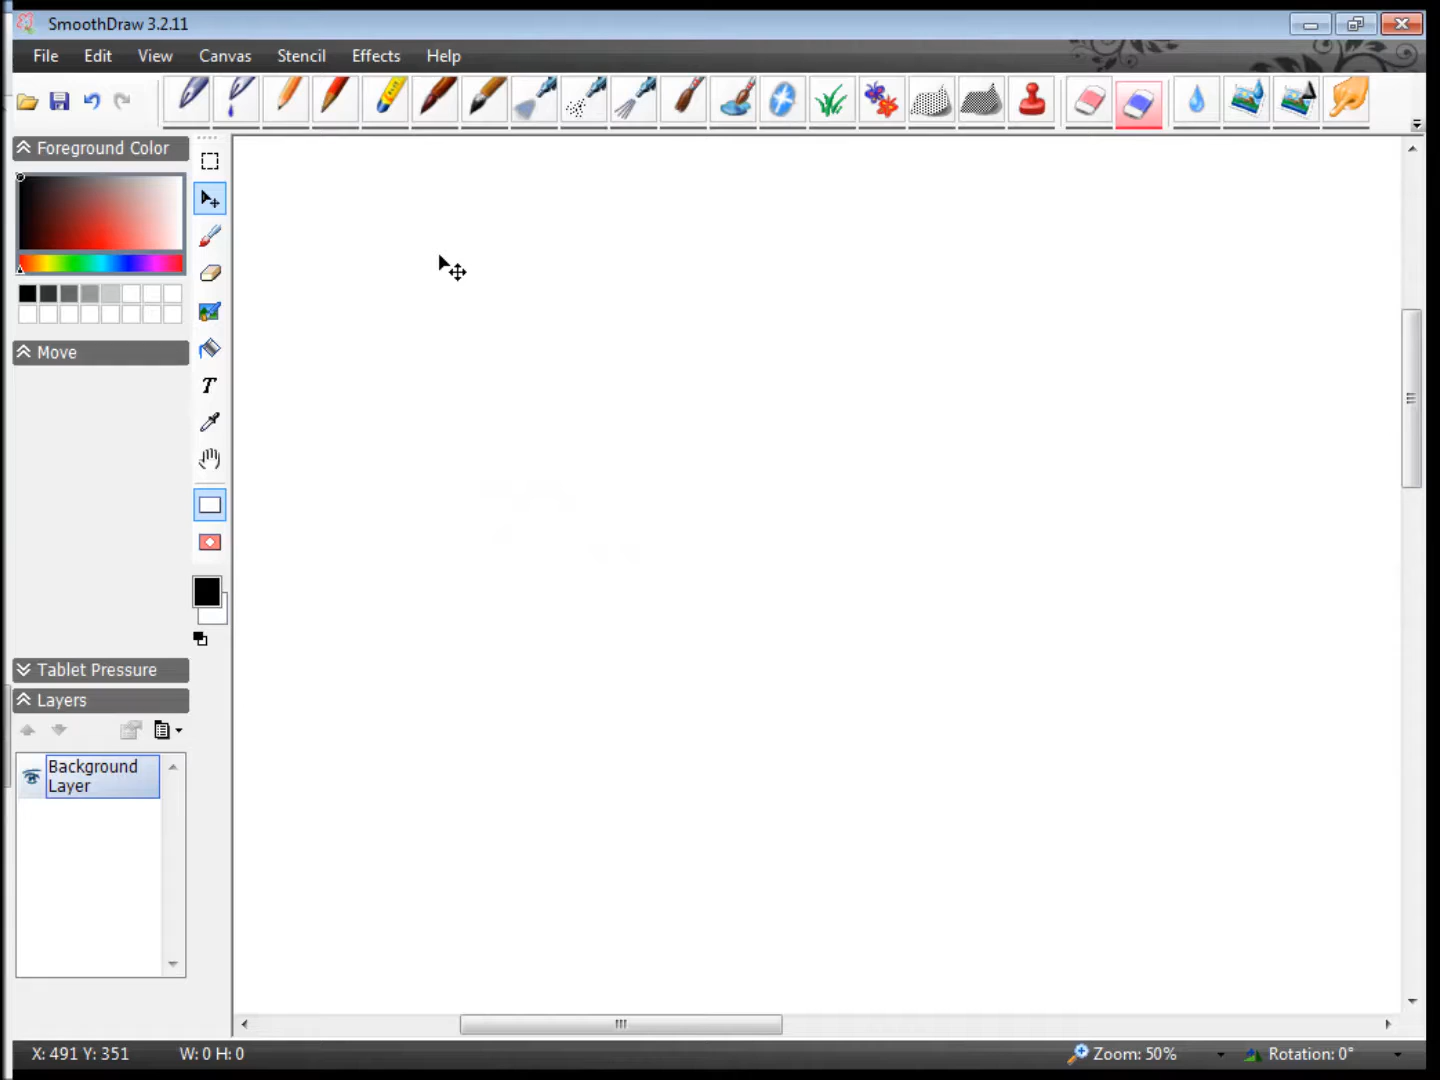 SmoothDraw 3.2.11
File Edit View Canvas Stencil Effects Help
Foreground Color
Move
T
Tablet Pressure
Layers
Background
Layer
X: 491 Y: 351 W: 0 H: 0 Zoom: 50% Rotation: 0°